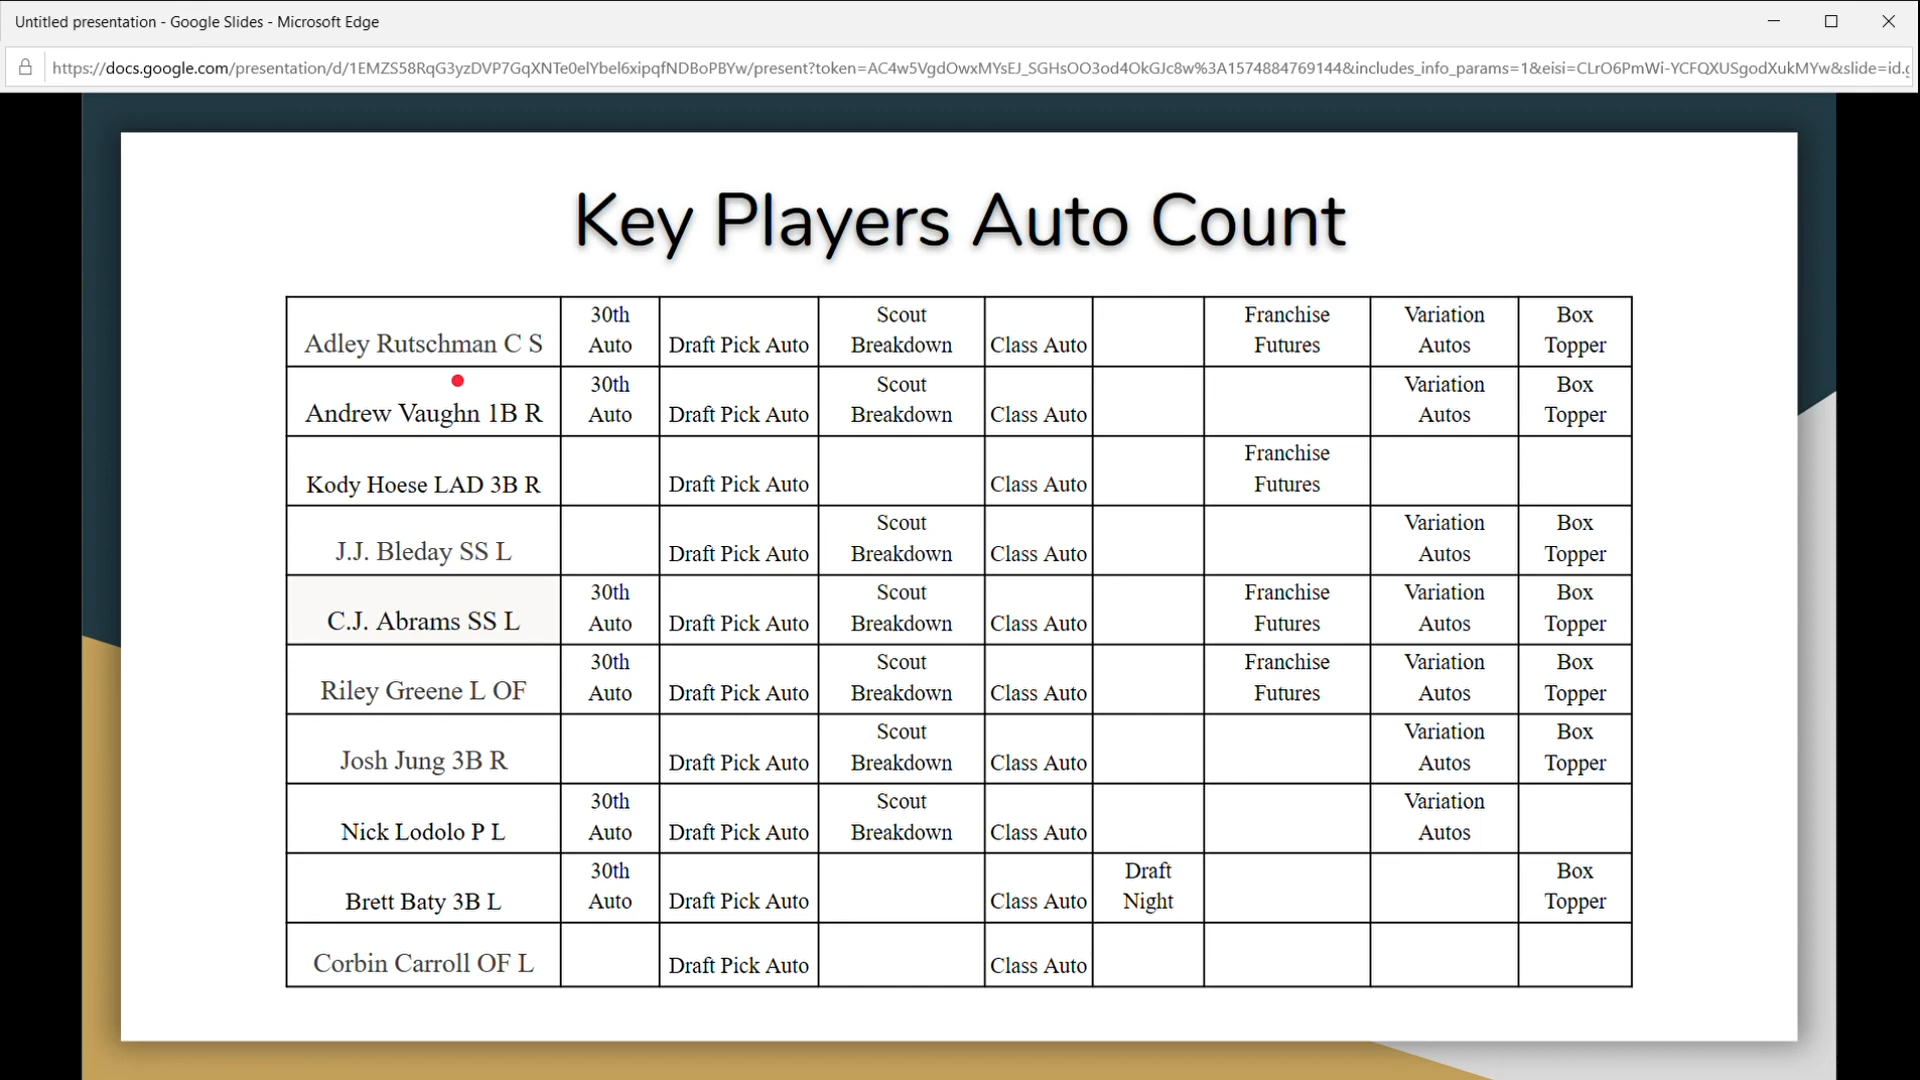 Untitled presentation - Google Slides - Microsoft Edge
https://docs.google.com/presentation/d/1EMZS58RqG3yzDVP7GqXNTe0elYbel6xipqfNDBoPBYw/present?token=AC4w5VgdOwxMYsEJ_SGHsOO3od4OkGJc8w%3A1574884769144&includes_info_params=1&eisi=CLrO6PmWi-YCFQXUSgodXukMYw&slide=id.g
Key Players Auto Count
30th Scout Franchise Variation Box
Adley Rutschman C S Auto Draft Pick Auto Breakdown Class Auto Futures Autos Topper
30th Scout Variation Box
Andrew Vaughn 1B R Auto Draft Pick Auto Breakdown Class Auto Autos Topper
Franchise
Kody Hoese LAD 3B R Draft Pick Auto Class Auto Futures
Scout Variation Box
J.J. Bleday SS L Draft Pick Auto Breakdown Class Auto Autos Topper
30th Scout Franchise Variation Box
C.J. Abrams SS L Auto Draft Pick Auto Breakdown Class Auto Futures Autos Topper
30th Scout Franchise Variation Box
Riley Greene L OF Auto Draft Pick Auto Breakdown Class Auto Futures Autos Topper
Scout Variation Box
Josh Jung 3B R Draft Pick Auto Breakdown Class Auto Autos Topper
30th Scout Variation
Nick Lodolo P L Auto Draft Pick Auto Breakdown Class Auto Autos
30th Draft Box
Brett Baty 3B L Auto Draft Pick Auto Class Auto Night Topper
Corbin Carroll OF L Draft Pick Auto Class Auto